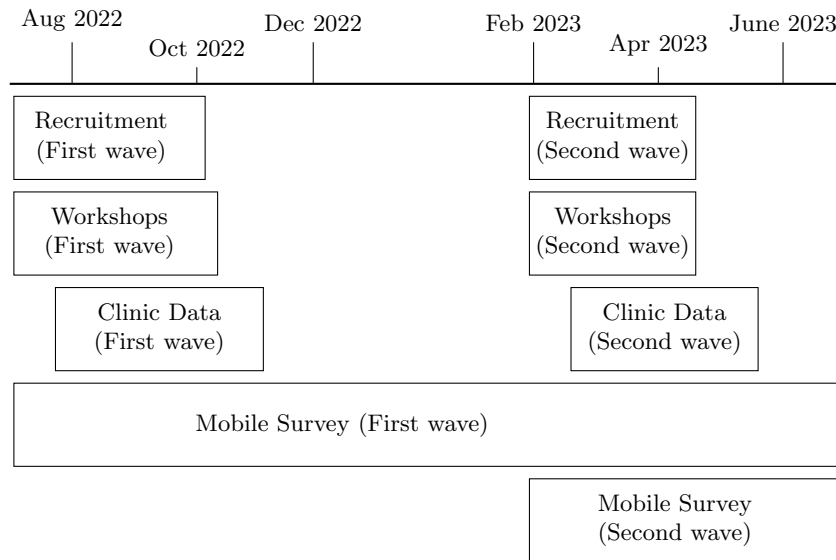 Aug 2022
Oct 2022
Dec 2022
Feb 2023
Apr 2023
June 2023
Recruitment
(First wave)
Recruitment
(Second wave)
Workshops
(First wave)
Workshops
(Second wave)
Clinic Data
(First wave)
Clinic Data
(Second wave)
Mobile Survey (First wave)
Mobile Survey
(Second wave)